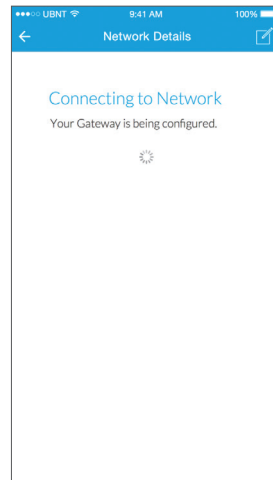 UBNT 9:41 AM 100%
Network Details
Connecting to Network
Your Gateway is being configured.